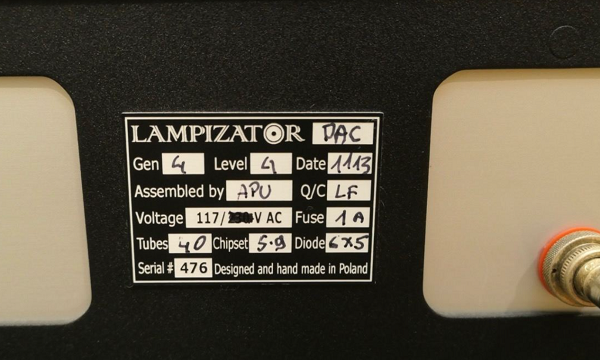 LAMPIZATOR DAC
Gen 4 Level 4 Date 1113
Assembled by APU Q/C LF
Voltage 117/ V AC Fuse 1A
Tubes 40 Chipset 5.9 Diode 6x5
Serial # 476 Designed and hand made in Poland